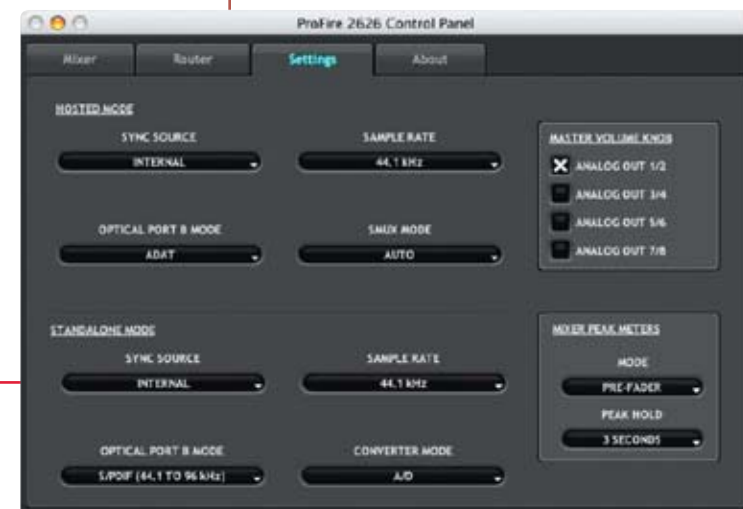 ProFire 2626 Control Panel
Mixer Router Settings About
HOSTED MODE
SYNC SOURCE SAMPLE RATE
INTERNAL 44.1 kHz
OPTICAL PORT B MODE SMUX MODE
ADAT AUTO
MASTER VOLUME KNOB
ANALOG OUT 1/2
ANALOG OUT 3/4
ANALOG OUT 5/6
ANALOG OUT 7/8
STANDALONE MODE
SYNC SOURCE SAMPLE RATE
INTERNAL 44.1 kHz
OPTICAL PORT B MODE CONVERTER MODE
S/PDIF (44.1 TO 96 kHz) A/D
MIXER PEAK METERS
MODE
PRE-FADER
PEAK HOLD
3 SECONDS